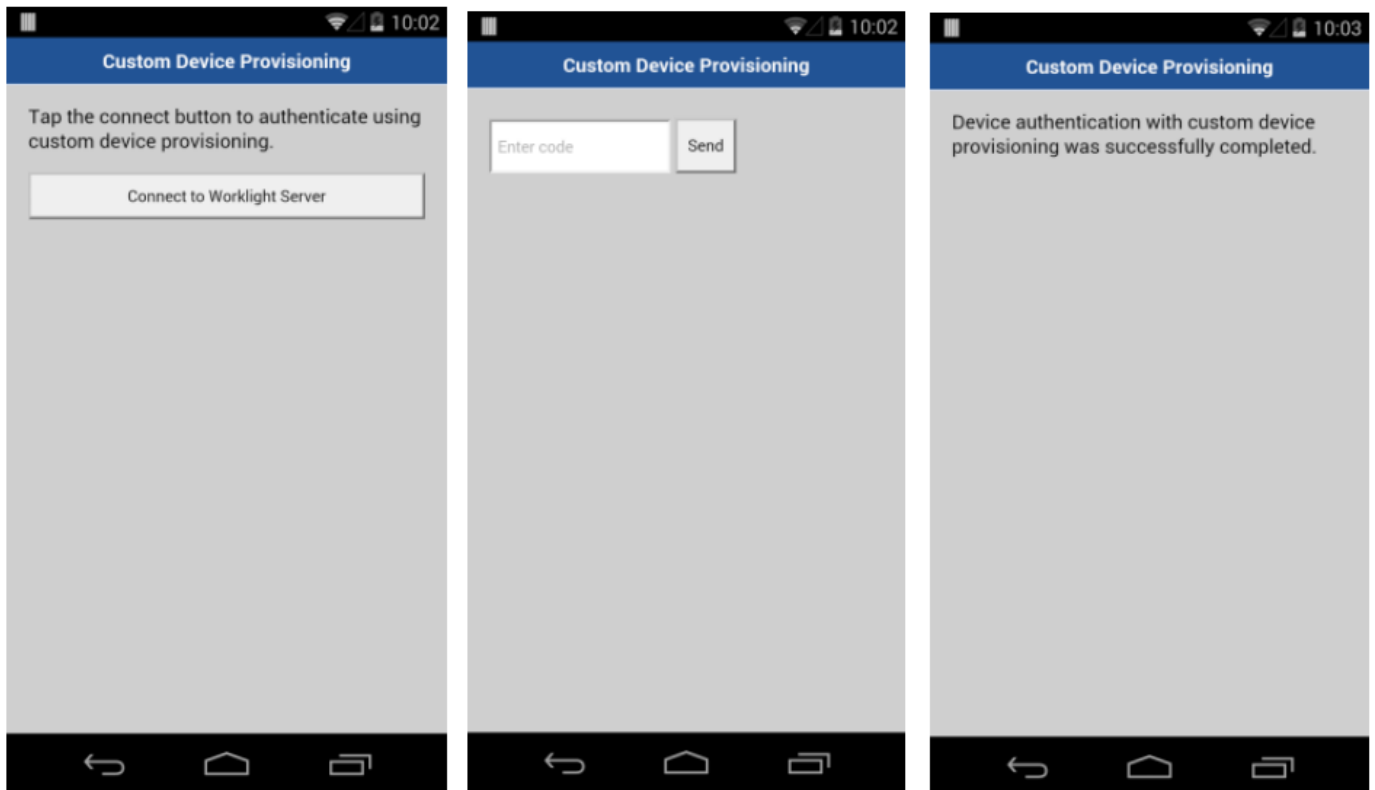 10:02
Custom Device Provisioning
Tap the connect button to authenticate using
custom device provisioning.
Connect to Worklight Server
10:02
Custom Device Provisioning
Enter code
Send
10:03
Custom Device Provisioning
Device authentication with custom device
provisioning was successfully completed.